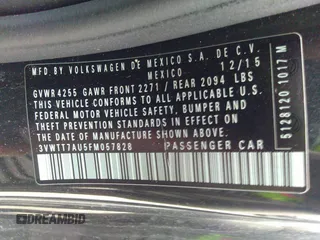 MFD. BY VOLKSWAGEN DE MEXICO S.A. DE C.V.
MEXICO 12/15
GVWR 4255 GAWR FRONT 2271 / REAR 2094 LBS
THIS VEHICLE CONFORMS TO ALL APPLICABLE U.S.
FEDERAL MOTOR VEHICLE SAFETY, BUMPER AND
THEFT PREVENTION STANDARDS IN EFFECT ON THE
DATE OF MANUFACTURE SHOWN ABOVE.
3VWTT7AU5FM057828 PASSENGER CAR
5128120 1017 M
DREAMBID